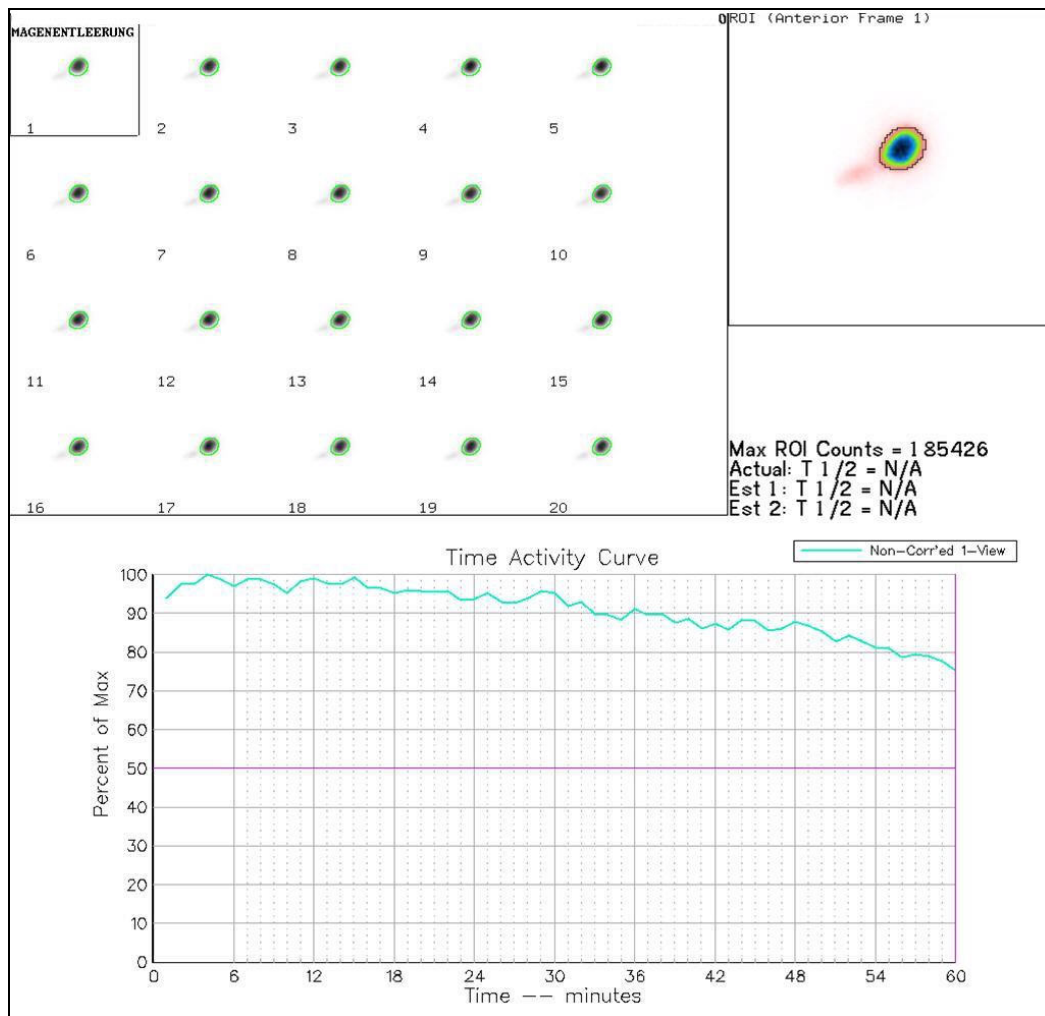 MAGENENTLEERUNG
0
ROI (Anterior Frame 1)
1 2 3 4 5
6 7 8 9 10
11 12 13 14 15
16 17 18 19 20
Max ROI Counts = 185426
Actual: T 1/2 = N/A
Est 1: T 1/2 = N/A
Est 2: T 1/2 = N/A
Time Activity Curve
Non-Corr'ed 1-View
Percent of Max
100
90
80
70
60
50
40
30
20
10
0
0 6 12 18 24 30 36 42 48 54 60
Time -- minutes